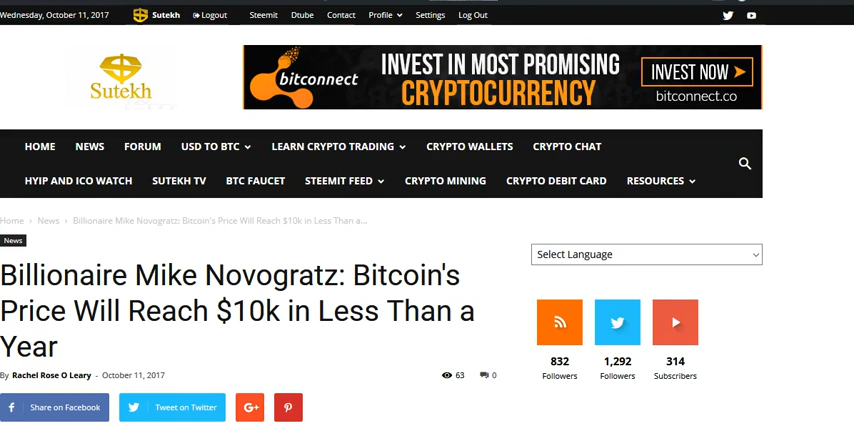 Wednesday, October 11, 2017 Sutekh Logout Steemit Dtube Contact Profile Settings Log Out
Sutekh
bitconnect
INVEST IN MOST PROMISING
CRYPTOCURRENCY
INVEST NOW
bitconnect.co
HOME NEWS FORUM USD TO BTC LEARN CRYPTO TRADING CRYPTO WALLETS CRYPTO CHAT
HYIP AND ICO WATCH SUTEKH TV BTC FAUCET STEEMIT FEED CRYPTO MINING CRYPTO DEBIT CARD RESOURCES
Home › News › Billionaire Mike Novogratz: Bitcoin's Price Will Reach $10k in Less Than a...
News
Billionaire Mike Novogratz: Bitcoin's
Price Will Reach $10k in Less Than a
Year
By Rachel Rose O Leary - October 11, 2017 63 0
Share on Facebook Tweet on Twitter G+
Select Language
832 1,292 314
Followers Followers Subscribers